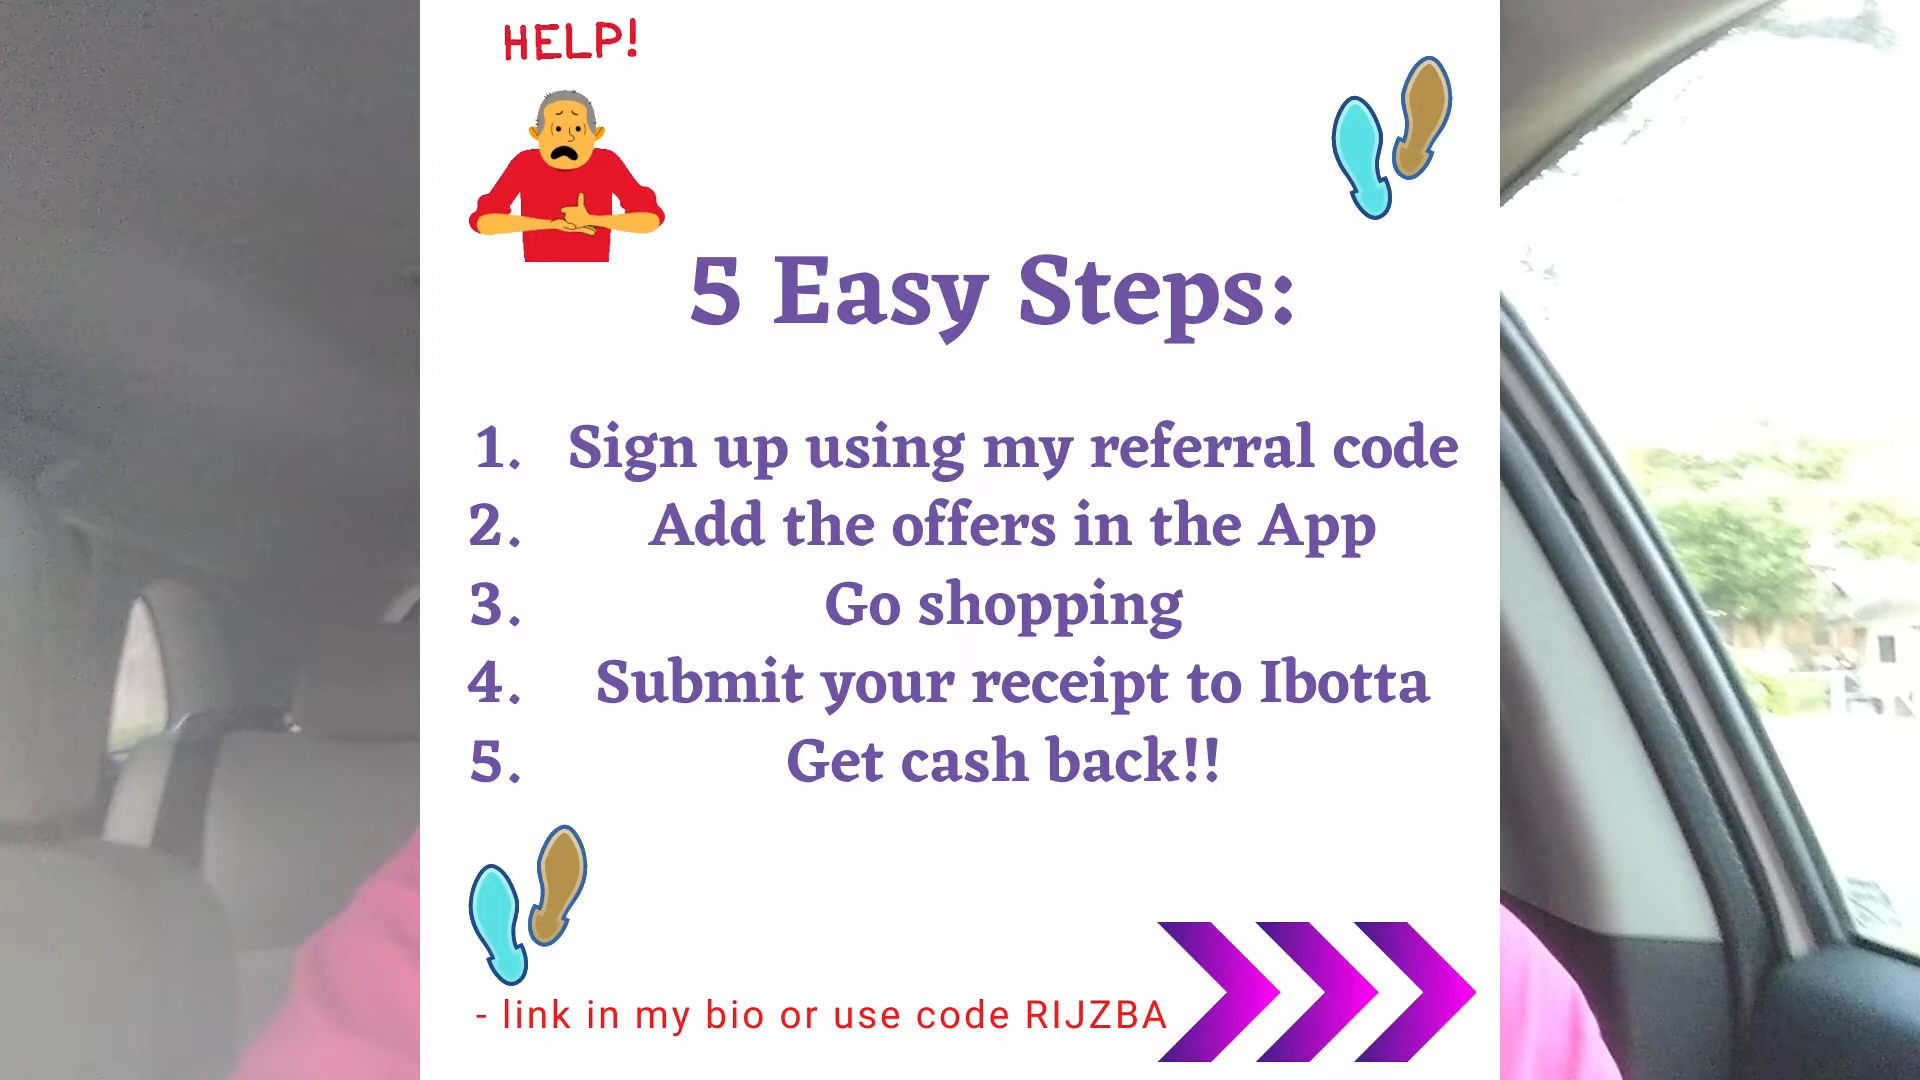 HELP!
5 Easy Steps:
1. Sign up using my referral code
2. Add the offers in the App
3. Go shopping
4. Submit your receipt to Ibotta
5. Get cash back!!
- link in my bio or use code RIJZBA